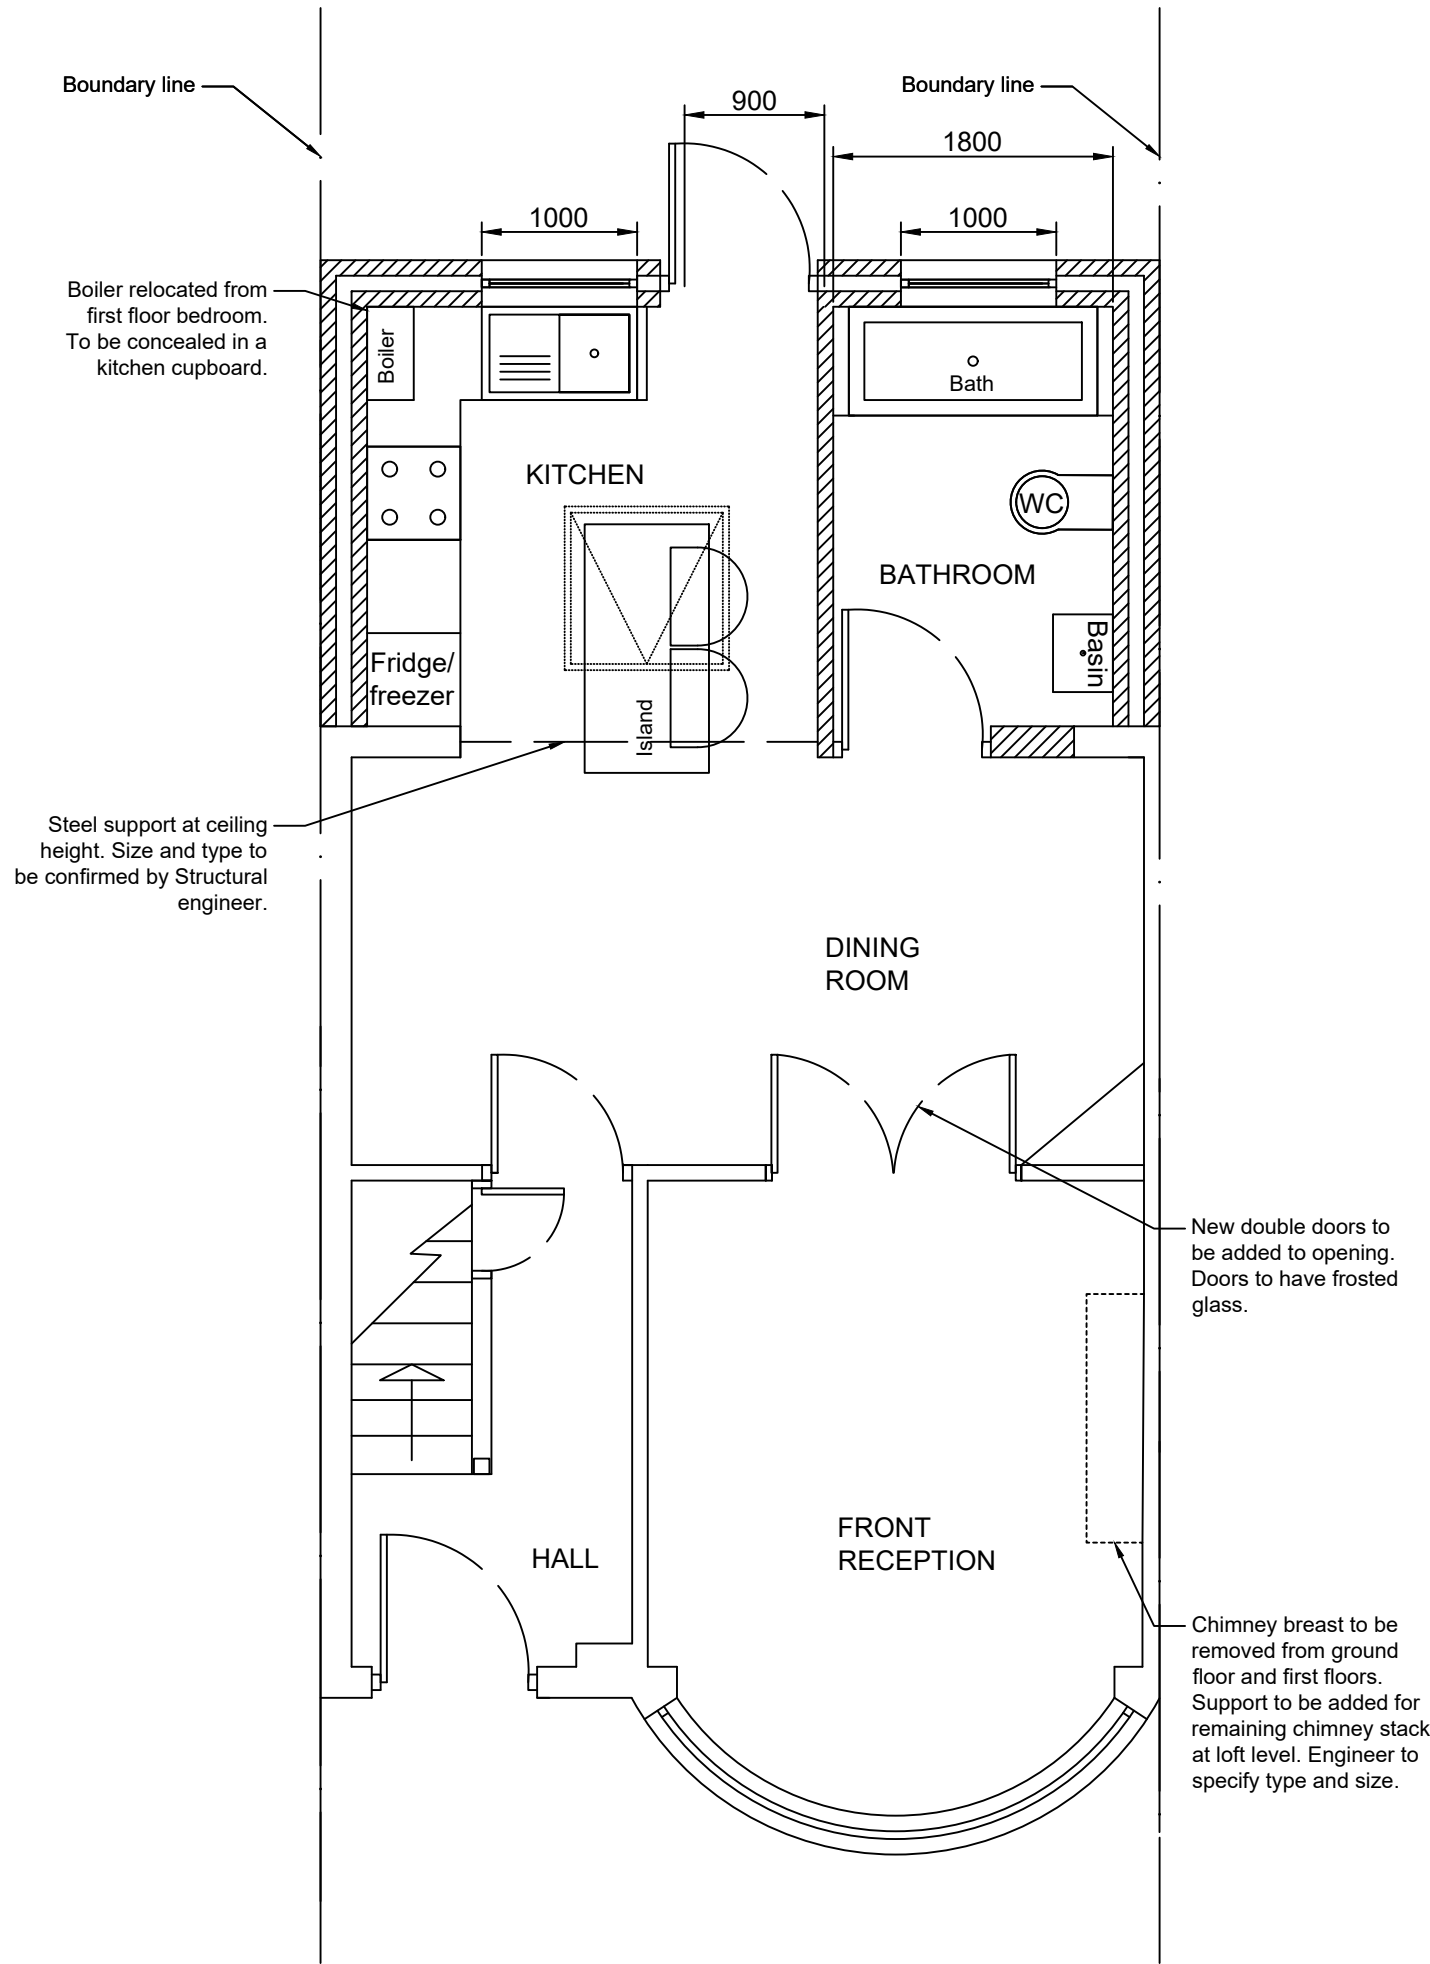 Boundary line
Boundary line
900
1800
1000
1000
Boiler relocated from
first floor bedroom.
To be concealed in a
kitchen cupboard.
Boiler
Bath
KITCHEN
WC
BATHROOM
Basin
Fridge/
freezer
Island
Steel support at ceiling
height. Size and type to
be confirmed by Structural
engineer.
DINING
ROOM
New double doors to
be added to opening.
Doors to have frosted
glass.
FRONT
RECEPTION
HALL
Chimney breast to be
removed from ground
floor and first floors.
Support to be added for
remaining chimney stack
at loft level. Engineer to
specify type and size.